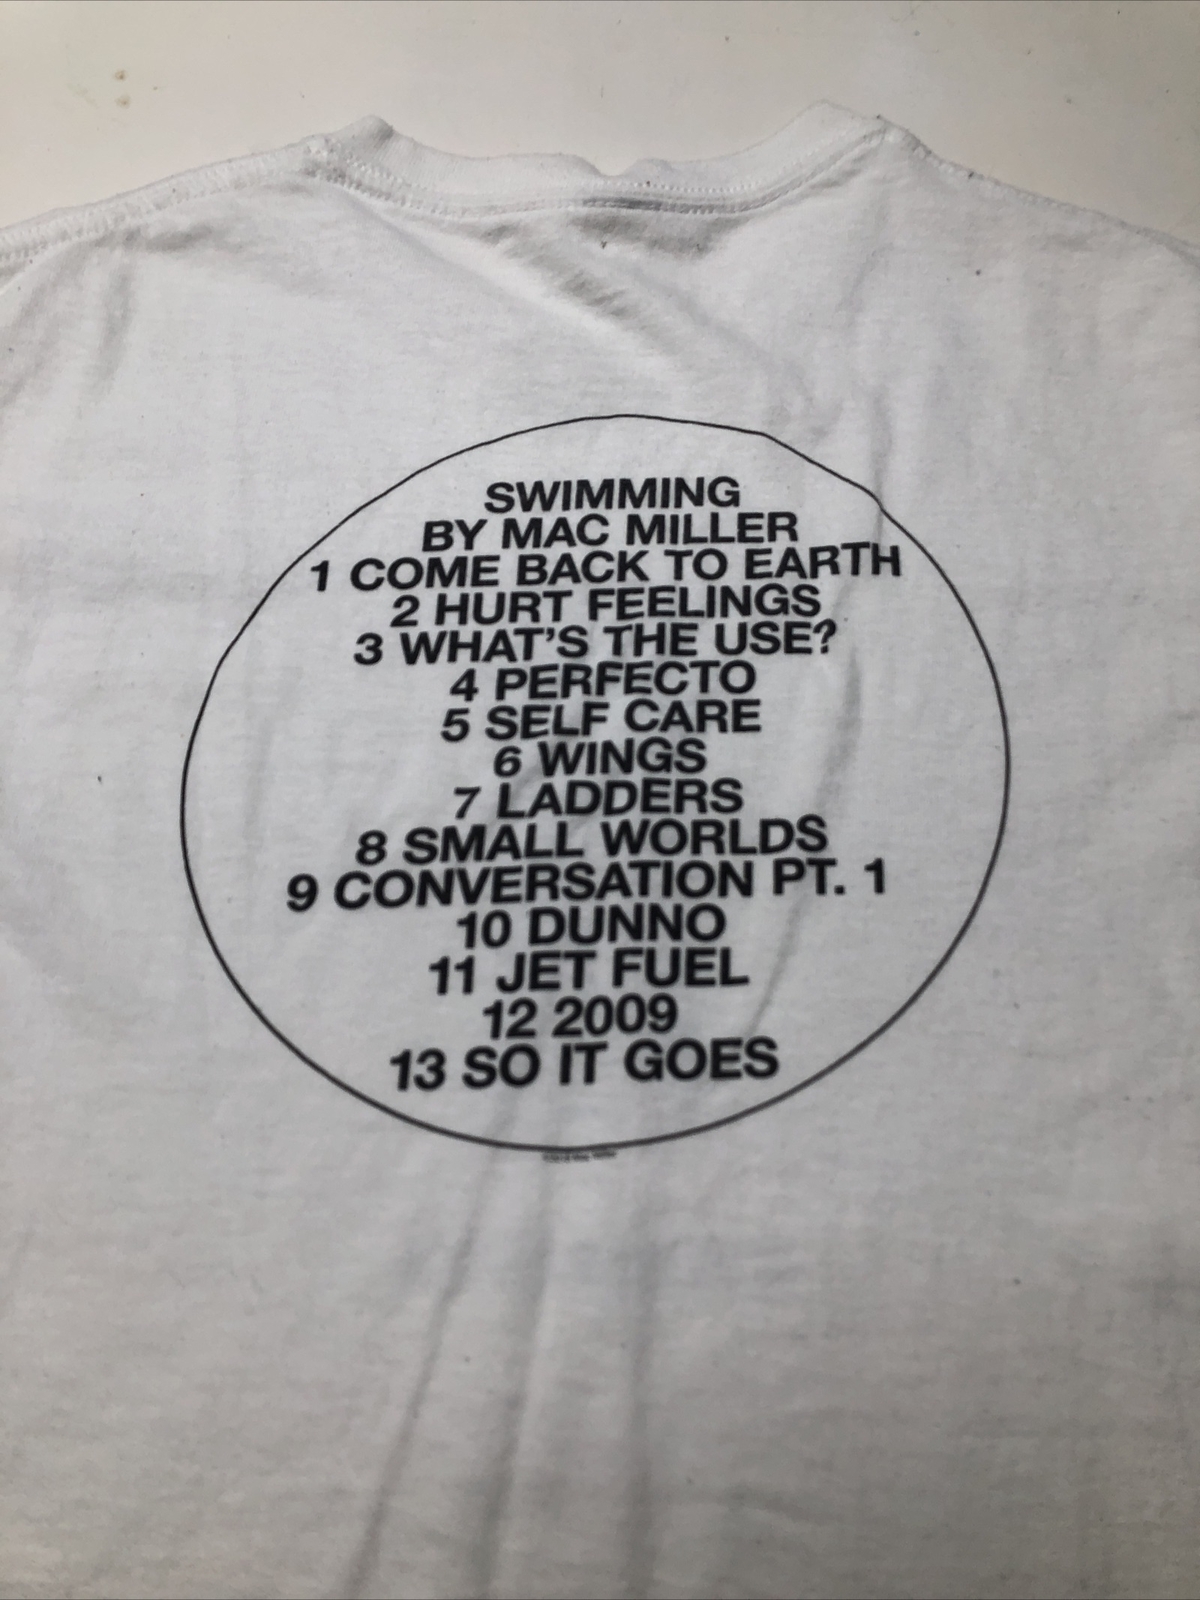 SWIMMING
BY MAC MILLER
1 COME BACK TO EARTH
2 HURT FEELINGS
3 WHAT'S THE USE?
4 PERFECTO
5 SELF CARE
6 WINGS
7 LADDERS
8 SMALL WORLDS
9 CONVERSATION PT. 1
10 DUNNO
11 JET FUEL
12 2009
13 SO IT GOES